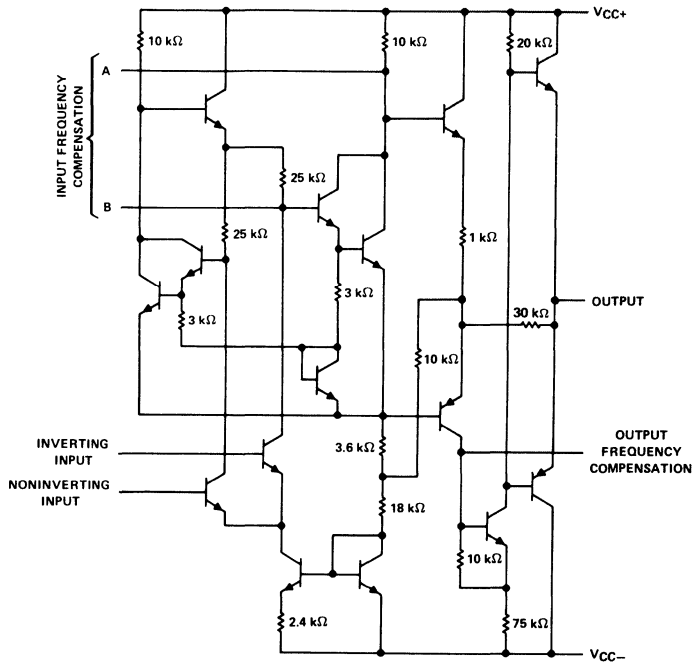 VCC+
10 kΩ
10 kΩ
20 kΩ
A
INPUT FREQUENCY
COMPENSATION
25 kΩ
B
25 kΩ
1 kΩ
3 kΩ
OUTPUT
3 kΩ
30 kΩ
10 kΩ
INVERTING
INPUT
3.6 kΩ
OUTPUT
FREQUENCY
COMPENSATION
NONINVERTING
INPUT
18 kΩ
10 kΩ
2.4 kΩ
75 kΩ
VCC−